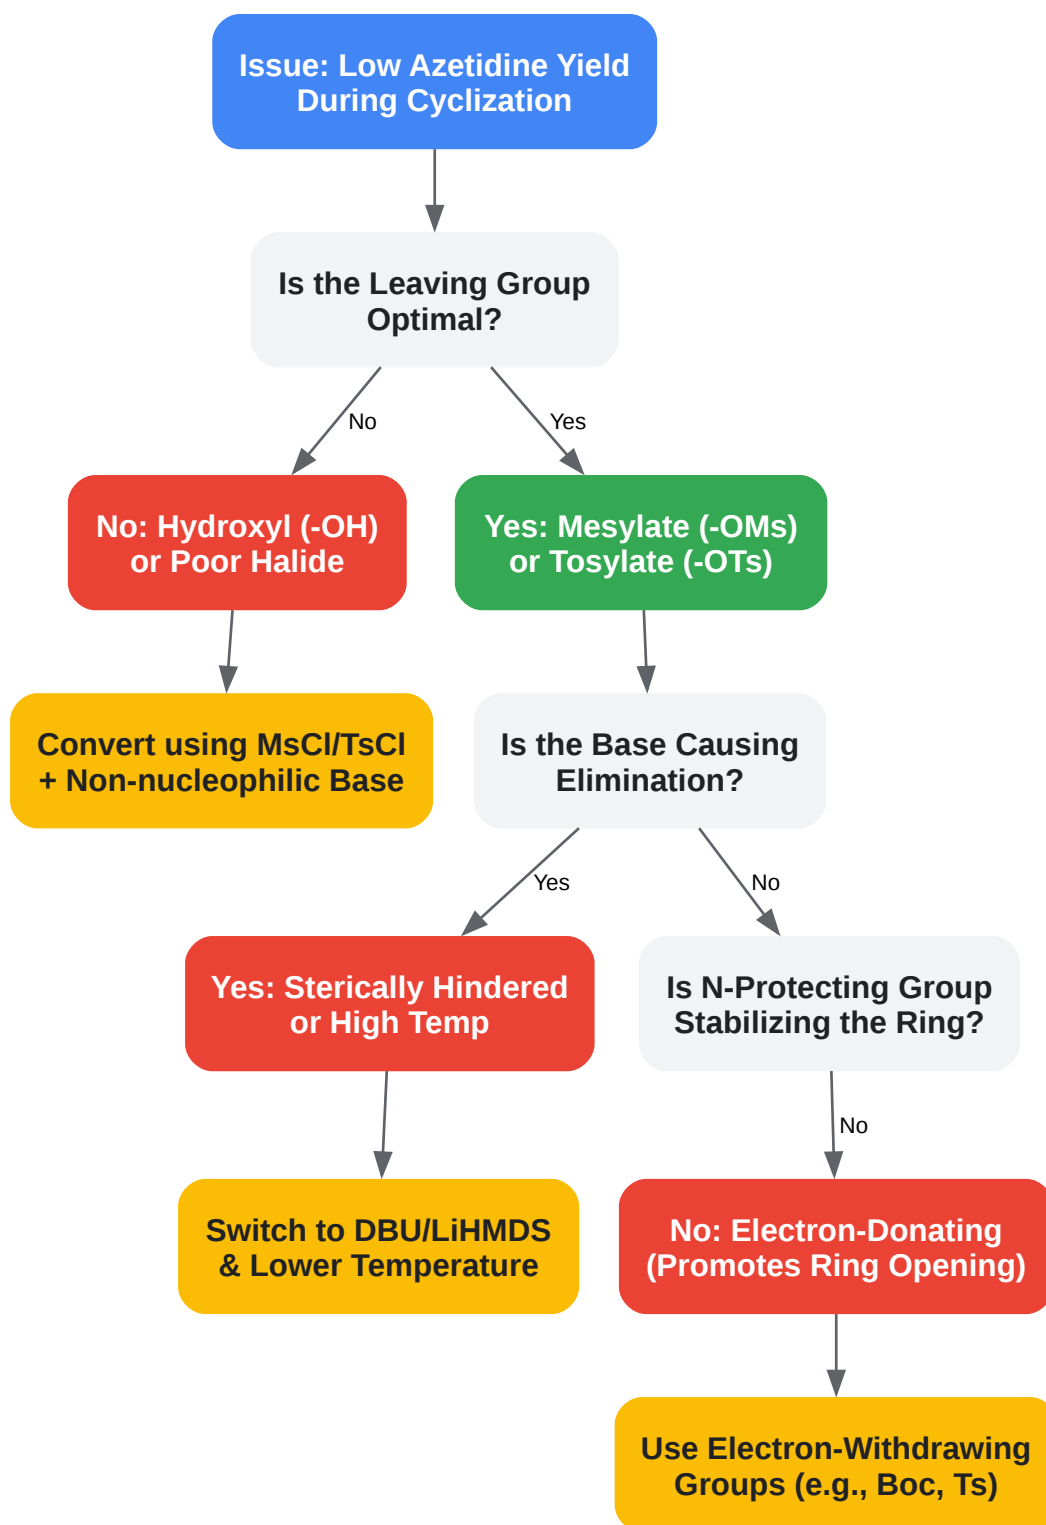 Issue: Low Azetidine Yield
During Cyclization
Is the Leaving Group
Optimal?
No
Yes
No: Hydroxyl (-OH)
or Poor Halide
Yes: Mesylate (-OMs)
or Tosylate (-OTs)
Convert using MsCl/TsCl
+ Non-nucleophilic Base
Is the Base Causing
Elimination?
Yes
No
Yes: Sterically Hindered
or High Temp
Is N-Protecting Group
Stabilizing the Ring?
No
Switch to DBU/LiHMDS
& Lower Temperature
No: Electron-Donating
(Promotes Ring Opening)
Use Electron-Withdrawing
Groups (e.g., Boc, Ts)